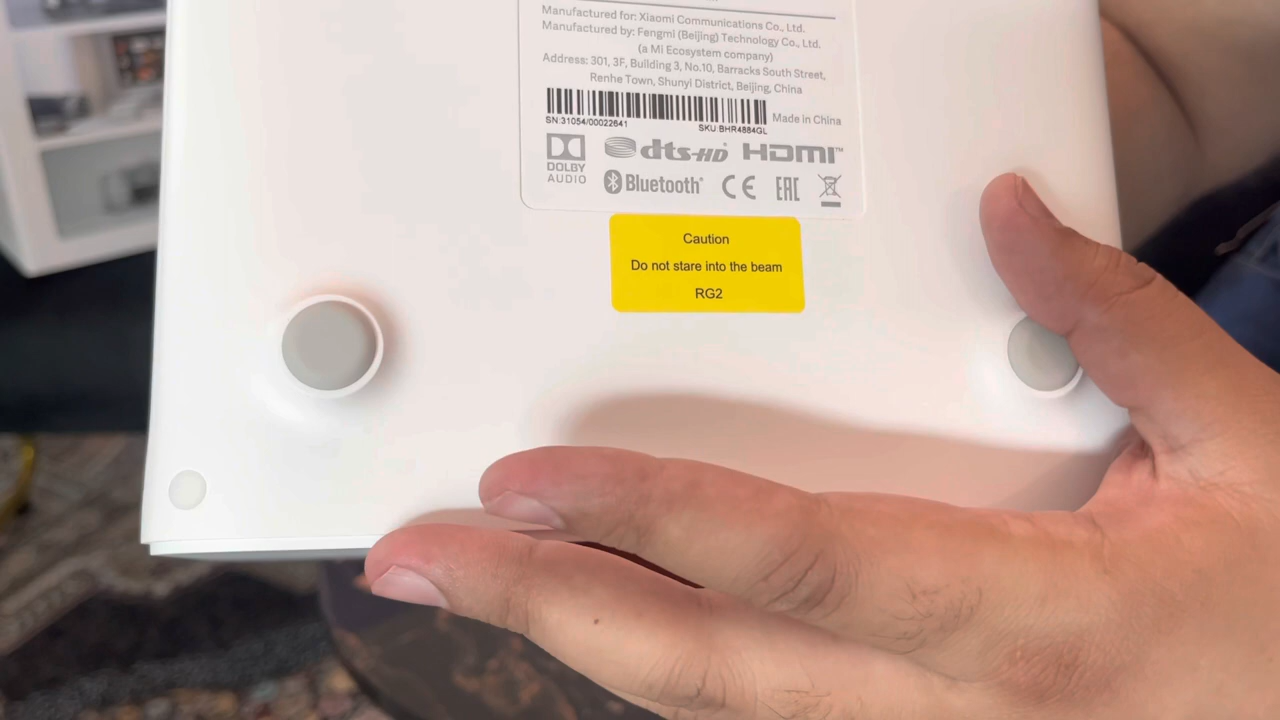 Manufactured for: Xiaomi Communications Co., Ltd.
Manufactured by: Fengmi (Beijing) Technology Co., Ltd.
(a Mi Ecosystem company)
Address: 301, 3F, Building 3, No.10, Barracks South Street,
Renhe Town, Shunyi District, Beijing, China
Made in China
SN:31054/00022641 SKU:BHR4884GL
DOLBY
AUDIO
dts-HD HDMI™
Bluetooth® CE EAC
Caution
Do not stare into the beam
RG2